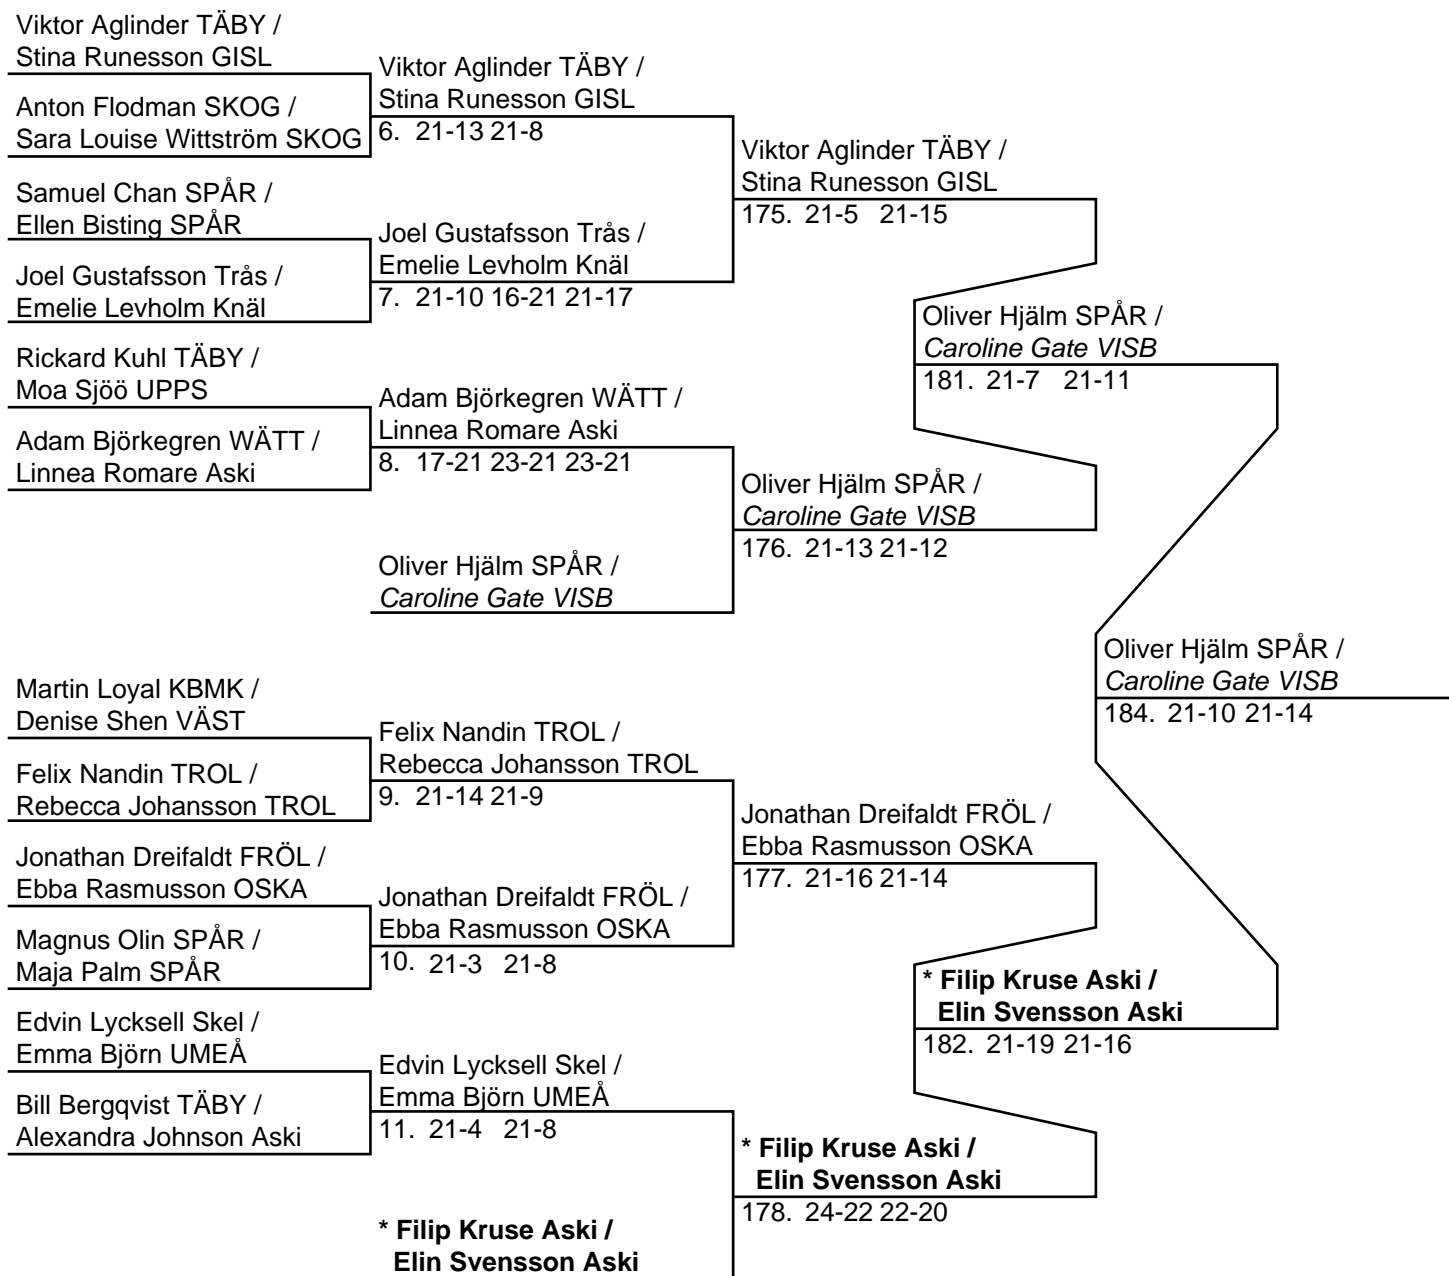 Viktor Aglinder TÄBY /
Stina Runesson GISL
Anton Flodman SKOG /
Sara Louise Wittström SKOG
Samuel Chan SPÅR /
Ellen Bisting SPÅR
Joel Gustafsson Trås /
Emelie Levholm Knäl
Rickard Kuhl TÄBY /
Moa Sjöö UPPS
Adam Björkegren WÄTT /
Linnea Romare Aski
Martin Loyal KBMK /
Denise Shen VÄST
Felix Nandin TROL /
Rebecca Johansson TROL
Jonathan Dreifaldt FRÖL /
Ebba Rasmusson OSKA
Magnus Olin SPÅR /
Maja Palm SPÅR
Edvin Lycksell Skel /
Emma Björn UMEÅ
Bill Bergqvist TÄBY /
Alexandra Johnson Aski
Viktor Aglinder TÄBY /
Stina Runesson GISL
6. 21-13 21-8
Joel Gustafsson Trås /
Emelie Levholm Knäl
7. 21-10 16-21 21-17
Adam Björkegren WÄTT /
Linnea Romare Aski
8. 17-21 23-21 23-21
Oliver Hjälm SPÅR /
Caroline Gate VISB
Felix Nandin TROL /
Rebecca Johansson TROL
9. 21-14 21-9
Jonathan Dreifaldt FRÖL /
Ebba Rasmusson OSKA
10. 21-3 21-8
Edvin Lycksell Skel /
Emma Björn UMEÅ
11. 21-4 21-8
* Filip Kruse Aski /
Elin Svensson Aski
Viktor Aglinder TÄBY /
Stina Runesson GISL
175. 21-5 21-15
Oliver Hjälm SPÅR /
Caroline Gate VISB
176. 21-13 21-12
Jonathan Dreifaldt FRÖL /
Ebba Rasmusson OSKA
177. 21-16 21-14
* Filip Kruse Aski /
Elin Svensson Aski
178. 24-22 22-20
Oliver Hjälm SPÅR /
Caroline Gate VISB
181. 21-7 21-11
* Filip Kruse Aski /
Elin Svensson Aski
182. 21-19 21-16
Oliver Hjälm SPÅR /
Caroline Gate VISB
184. 21-10 21-14